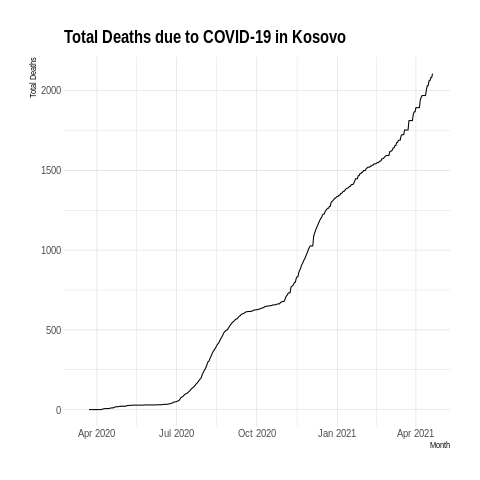 Total Deaths due to COVID-19 in Kosovo
Total Deaths
2000
1500
1000
500
0
Apr 2020 Jul 2020 Oct 2020 Jan 2021 Apr 2021
Month